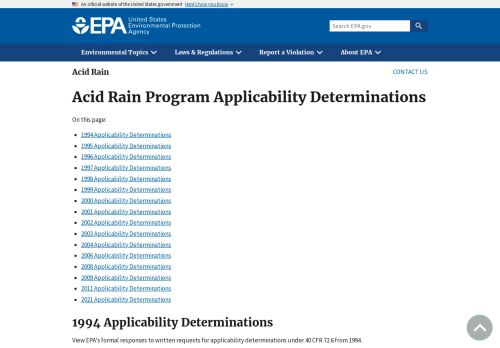 An official website of the United States government Here's how you know
EPA United States
Environmental Protection
Agency
Search EPA.gov
Environmental Topics Laws & Regulations Report a Violation About EPA
Acid Rain CONTACT US
Acid Rain Program Applicability Determinations
On this page:
1994 Applicability Determinations
1995 Applicability Determinations
1996 Applicability Determinations
1997 Applicability Determinations
1998 Applicability Determinations
1999 Applicability Determinations
2000 Applicability Determinations
2001 Applicability Determinations
2002 Applicability Determinations
2003 Applicability Determinations
2004 Applicability Determinations
2006 Applicability Determinations
2008 Applicability Determinations
2009 Applicability Determinations
2011 Applicability Determinations
2021 Applicability Determinations
1994 Applicability Determinations
View EPA's formal responses to written requests for applicability determinations under 40 CFR 72.6 from 1994.